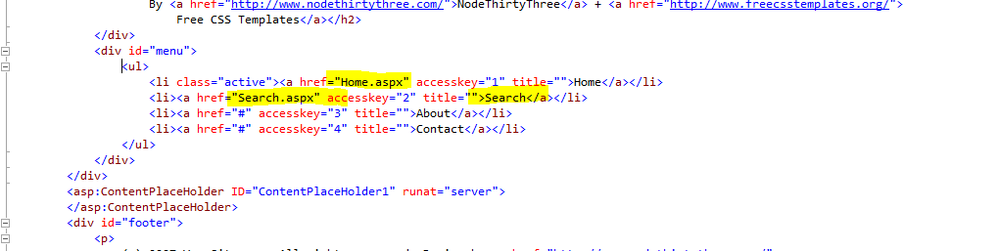 By <a href="http://www.nodethirtythree.com/">NodeThirtyThree</a> + <a href="http://www.freecsstemplates.org/">
Free CSS Templates</a></h2>
</div>
<div id="menu">
<ul>
<li class="active"><a href="Home.aspx" accesskey="1" title="">Home</a></li>
<li><a href="Search.aspx" accesskey="2" title="">Search</a></li>
<li><a href="#" accesskey="3" title="">About</a></li>
<li><a href="#" accesskey="4" title="">Contact</a></li>
</ul>
</div>
</div>
<asp:ContentPlaceHolder ID="ContentPlaceHolder1" runat="server">
</asp:ContentPlaceHolder>
<div id="footer">
<p>